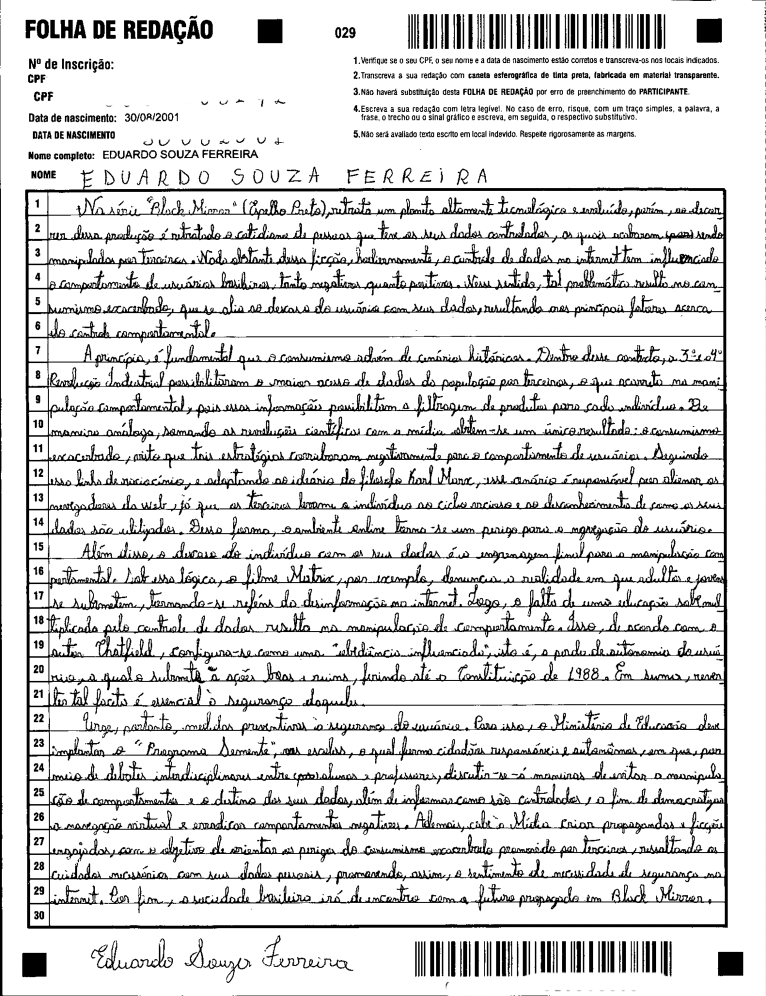 FOLHA DE REDAÇÃO
029
Nº de Inscrição:
CPF
CPF
Data de nascimento: 30/08/2001
DATA DE NASCIMENTO
Nome completo: EDUARDO SOUZA FERREIRA
NOME EDUARDO SOUZA FERREIRA
1.Verifique se o seu CPF, o seu nome e a data de nascimento estão corretos e transcreva-os nos locais indicados.
2.Transcreva a sua redação com caneta esferográfica de tinta preta, fabricada em material transparente.
3.Não haverá substituição desta FOLHA DE REDAÇÃO por erro de preenchimento do PARTICIPANTE.
4.Escreva a sua redação com letra legível. No caso de erro, risque, com um traço simples, a palavra, a
frase, o trecho ou o sinal gráfico e escreva, em seguida, o respectivo substitutivo.
5.Não será avaliado texto escrito em local indevido. Respeite rigorosamente as margens.
1 Na série "Black Mirror" (Espelho Preto), retrata um planeta altamente tecnológico e evoluído, porém, ao decor
2 rer dessa produção é retratado o cotidiano de pessoas que tem os seus dados controlados, os quais acabaram sendo
3 manipulados por terceiros. Nada obstante dessa ficção, hodiernamente, o controle de dados na internet tem influenciado
4 o comportamento de usuários brasileiros, tanto negativos quanto positivos. Nesse sentido, tal problemática resulta no con
5 sumismo exacerbado, que se alia ao descaso do usuário com seus dados, resultando nos principais fatores acerca
6 do controle comportamental.
7 A princípio, é fundamental que o consumismo advém de cenários históricos. Dentro desse contexto, a 3ª e a 4ª
8 Revolução Industrial possibilitaram o maior acesso de dados da população por terceiros, o que acarreta na mani
9 pulação comportamental, pois essas informações possibilitam a filtragem de produtos para cada indivíduo. De
10 maneira análoga, somando as revoluções científicas com a mídia obtem-se um único resultado: o consumismo
11 exacerbado, visto que tais estratégias corroboram negativamente para o comportamento de usuários. Seguindo
12 essa linha de raciocínio, e adaptando ao ideário do filósofo Karl Marx, esse cenário é responsável por alienar os
13 navegadores da web, já que os terceiros levam o indivíduo ao ciclo vicioso e ao desconhecimento de como os seus
14 dados são utilizados. Dessa forma, o ambiente online torna-se um perigo para a navegação do usuário.
15 Além disso, o descaso do indivíduo com os seus dados é a engrenagem final para a manipulação com
16 portamental. Sob essa lógica, o filme Matrix, por exemplo, denuncia a realidade em que adultos e jovens
17 se submetem, tornando-se reféns da desinformação na internet. Logo, a falta de uma educação sob mul
18 tiplicada pelo controle de dados resulta na manipulação de comportamento. Isso, de acordo com o
19 autor Chatfield, configura-se como uma "obediência influenciada", isto é, a perda de autonomia do usuá
20 rio, a qual o submete à ações boas e ruins, ferindo até a Constituição de 1988. Em suma, rever
21 ter tal faceta é essencial à segurança daquele.
22 Urge, portanto, medidas preventivas à segurança do usuário. Para isso, o Ministério da Educação deve
23 implantar o "Programa Semente", nas escolas, o qual forma cidadãos responsáveis e autonômos, em que, por
24 meio de debates interdisciplinares entre alunos e professores, discutir-se-á maneiras de evitar a manipula
25 ção de comportamentos e o destino dos seus dados, além de informar como são controlados, a fim de democratizar
26 a navegação virtual e erradicar comportamentos negativos. Ademais, cabe à Mídia criar propagandas e ficções
27 engajadas, com o objetivo de orientar os perigos do consumismo exacerbado promovido por terceiros, ressaltando os
28 cuidados necessários com seus dados pessoais, promovendo, assim, o sentimento de necessidade de segurança na
29 internet. Por fim, a sociedade brasileira irá de encontro com o futuro propagado em Black Mirror.
30
Eduardo Souza Ferreira